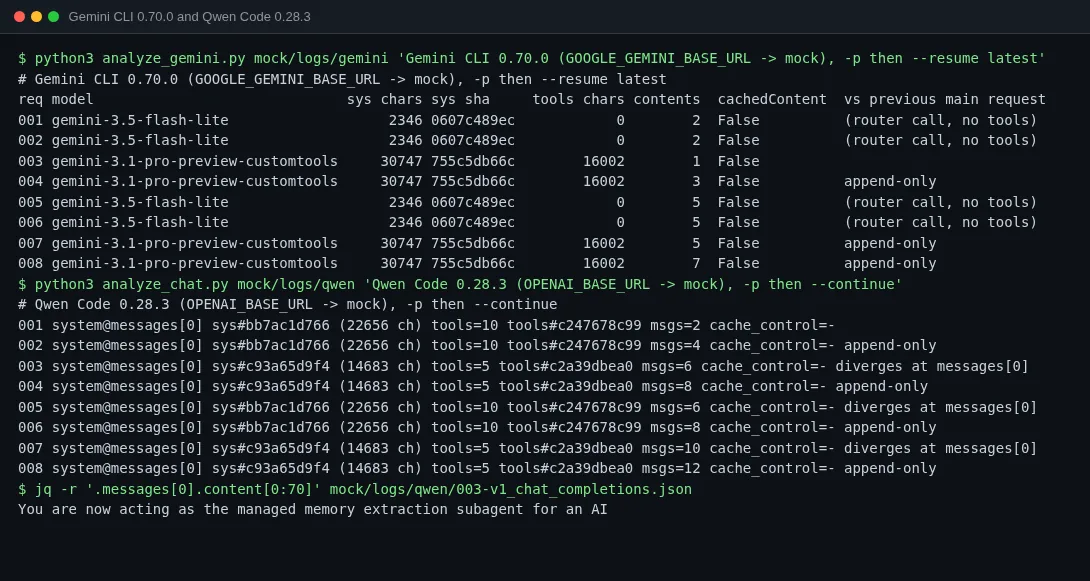 Gemini CLI 0.70.0 and Qwen Code 0.28.3
$ python3 analyze_gemini.py mock/logs/gemini 'Gemini CLI 0.70.0 (GOOGLE_GEMINI_BASE_URL -> mock), -p then --resume latest'
# Gemini CLI 0.70.0 (GOOGLE_GEMINI_BASE_URL -> mock), -p then --resume latest
req model                              sys chars sys sha     tools chars contents  cachedContent  vs previous main request
001 gemini-3.5-flash-lite                   2346 0607c489ec            0        2  False          (router call, no tools)
002 gemini-3.5-flash-lite                   2346 0607c489ec            0        2  False          (router call, no tools)
003 gemini-3.1-pro-preview-customtools     30747 755c5db66c        16002        1  False
004 gemini-3.1-pro-preview-customtools     30747 755c5db66c        16002        3  False          append-only
005 gemini-3.5-flash-lite                   2346 0607c489ec            0        5  False          (router call, no tools)
006 gemini-3.5-flash-lite                   2346 0607c489ec            0        5  False          (router call, no tools)
007 gemini-3.1-pro-preview-customtools     30747 755c5db66c        16002        5  False          append-only
008 gemini-3.1-pro-preview-customtools     30747 755c5db66c        16002        7  False          append-only
$ python3 analyze_chat.py mock/logs/qwen 'Qwen Code 0.28.3 (OPENAI_BASE_URL -> mock), -p then --continue'
# Qwen Code 0.28.3 (OPENAI_BASE_URL -> mock), -p then --continue
001 system@messages[0] sys#bb7ac1d766 (22656 ch) tools=10 tools#c247678c99 msgs=2 cache_control=-
002 system@messages[0] sys#bb7ac1d766 (22656 ch) tools=10 tools#c247678c99 msgs=4 cache_control=- append-only
003 system@messages[0] sys#c93a65d9f4 (14683 ch) tools=5 tools#c2a39dbea0 msgs=6 cache_control=- diverges at messages[0]
004 system@messages[0] sys#c93a65d9f4 (14683 ch) tools=5 tools#c2a39dbea0 msgs=8 cache_control=- append-only
005 system@messages[0] sys#bb7ac1d766 (22656 ch) tools=10 tools#c247678c99 msgs=6 cache_control=- diverges at messages[0]
006 system@messages[0] sys#bb7ac1d766 (22656 ch) tools=10 tools#c247678c99 msgs=8 cache_control=- append-only
007 system@messages[0] sys#c93a65d9f4 (14683 ch) tools=5 tools#c2a39dbea0 msgs=10 cache_control=- diverges at messages[0]
008 system@messages[0] sys#c93a65d9f4 (14683 ch) tools=5 tools#c2a39dbea0 msgs=12 cache_control=- append-only
$ jq -r '.messages[0].content[0:70]' mock/logs/qwen/003-v1_chat_completions.json
You are now acting as the managed memory extraction subagent for an AI